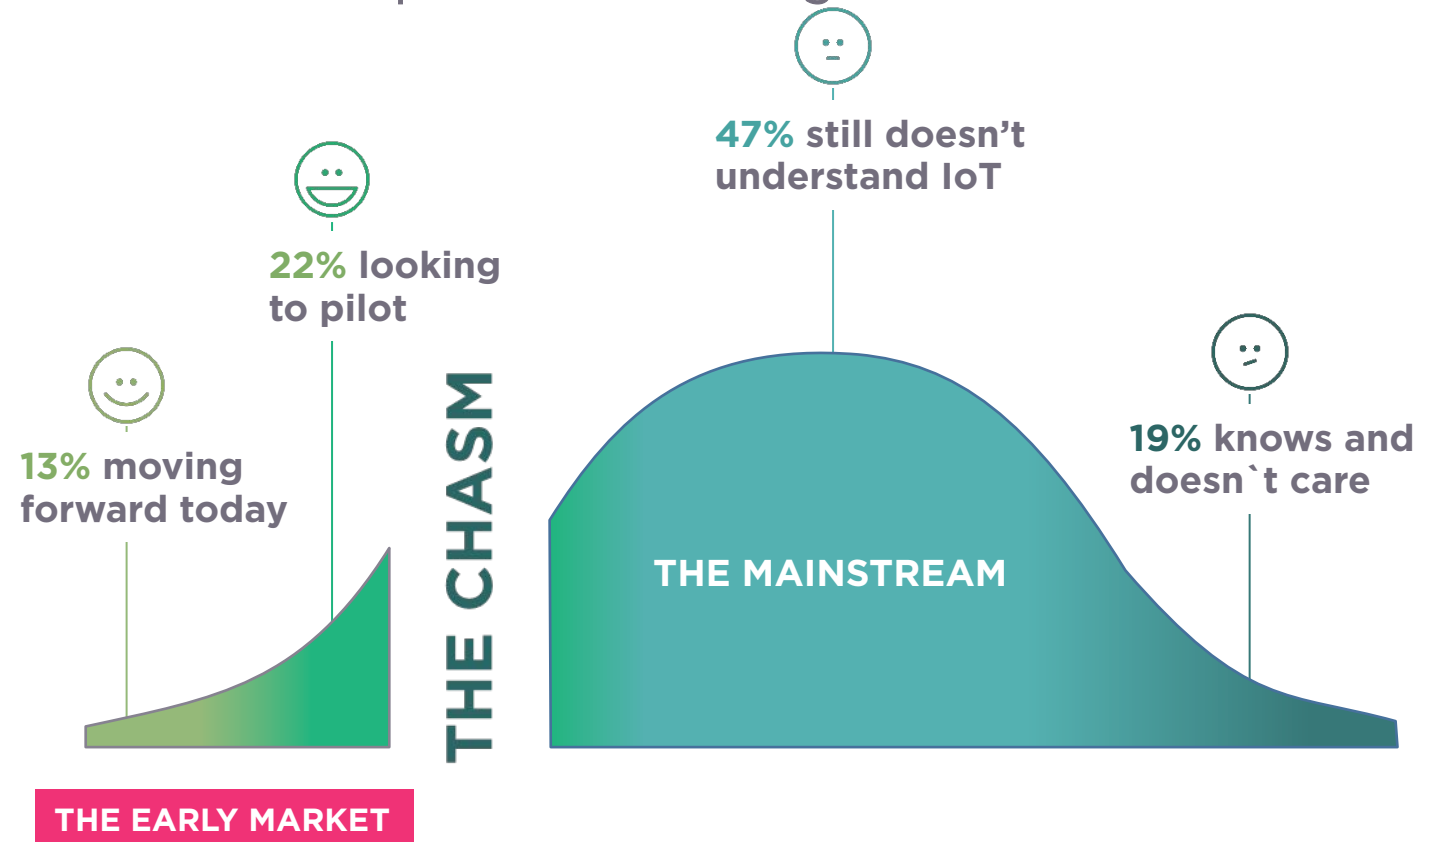 47% still doesn’t
understand IoT
22% looking
to pilot
19% knows and
doesn`t care
13% moving
forward today
THE CHASM
THE MAINSTREAM
THE EARLY MARKET